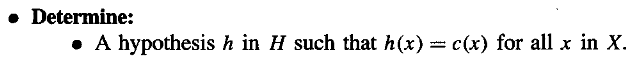 • Determine:
• A hypothesis h in H such that h(x) = c(x) for all x in X.